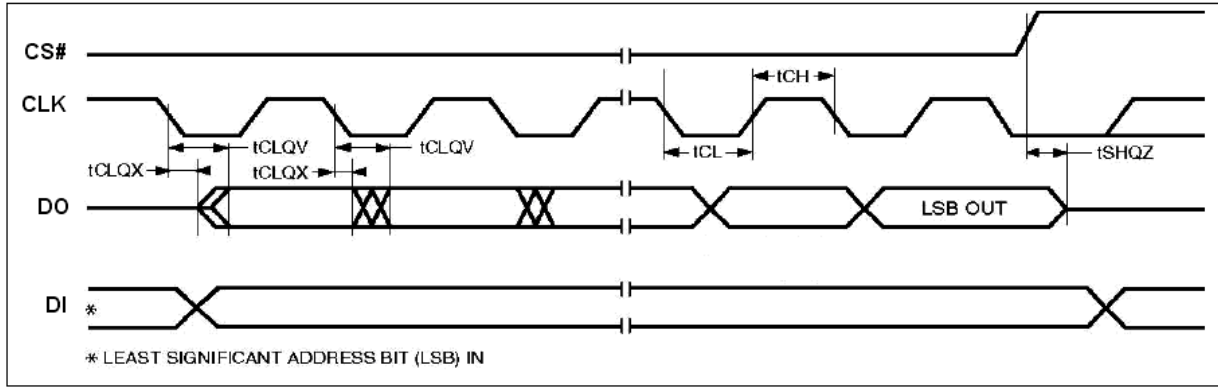 CS#
tCH
CLK
tCLQV
tCLQV
tCL
tSHQZ
tCLQX
tCLQX
DO
LSB OUT
DI
*
* LEAST SIGNIFICANT ADDRESS BIT (LSB) IN